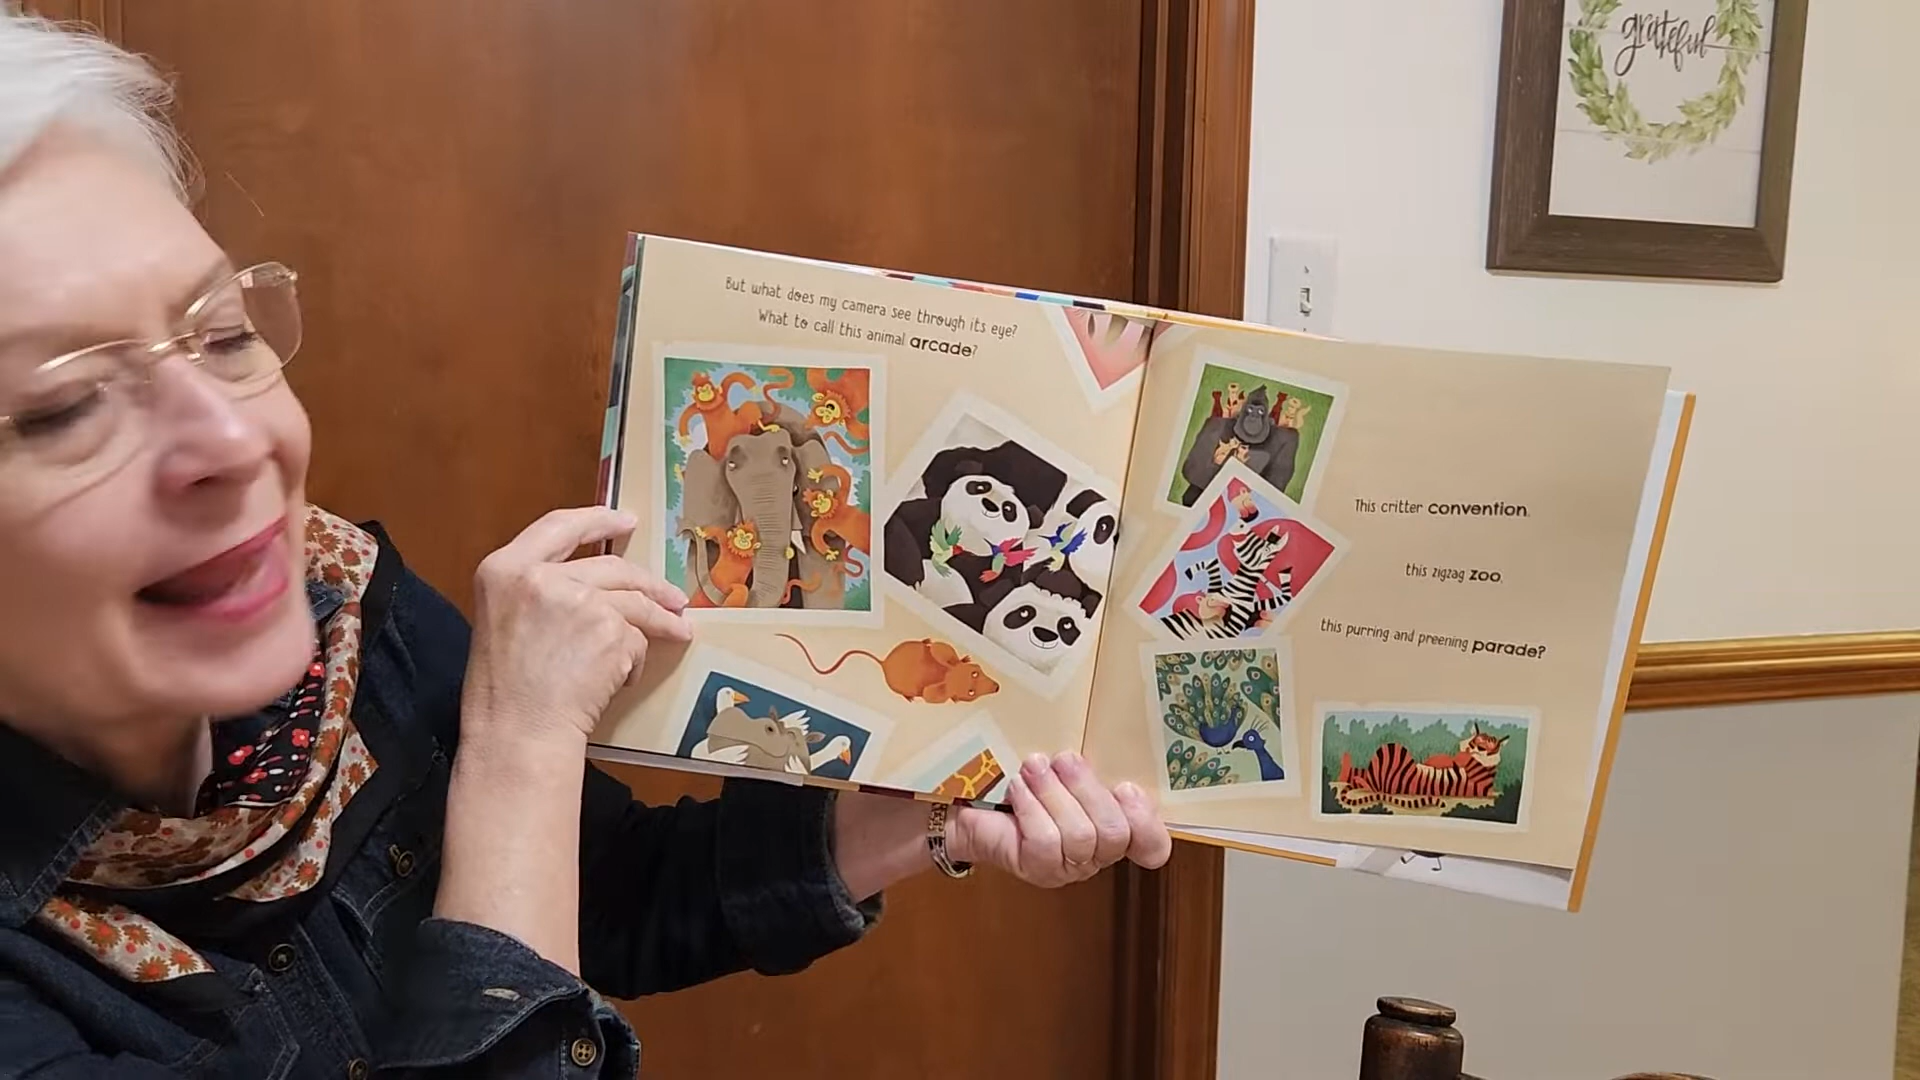 grateful
But what does my camera see through its eye?
What to call this animal arcade?
This critter convention,
this zigzag zoo,
this purring and preening parade?